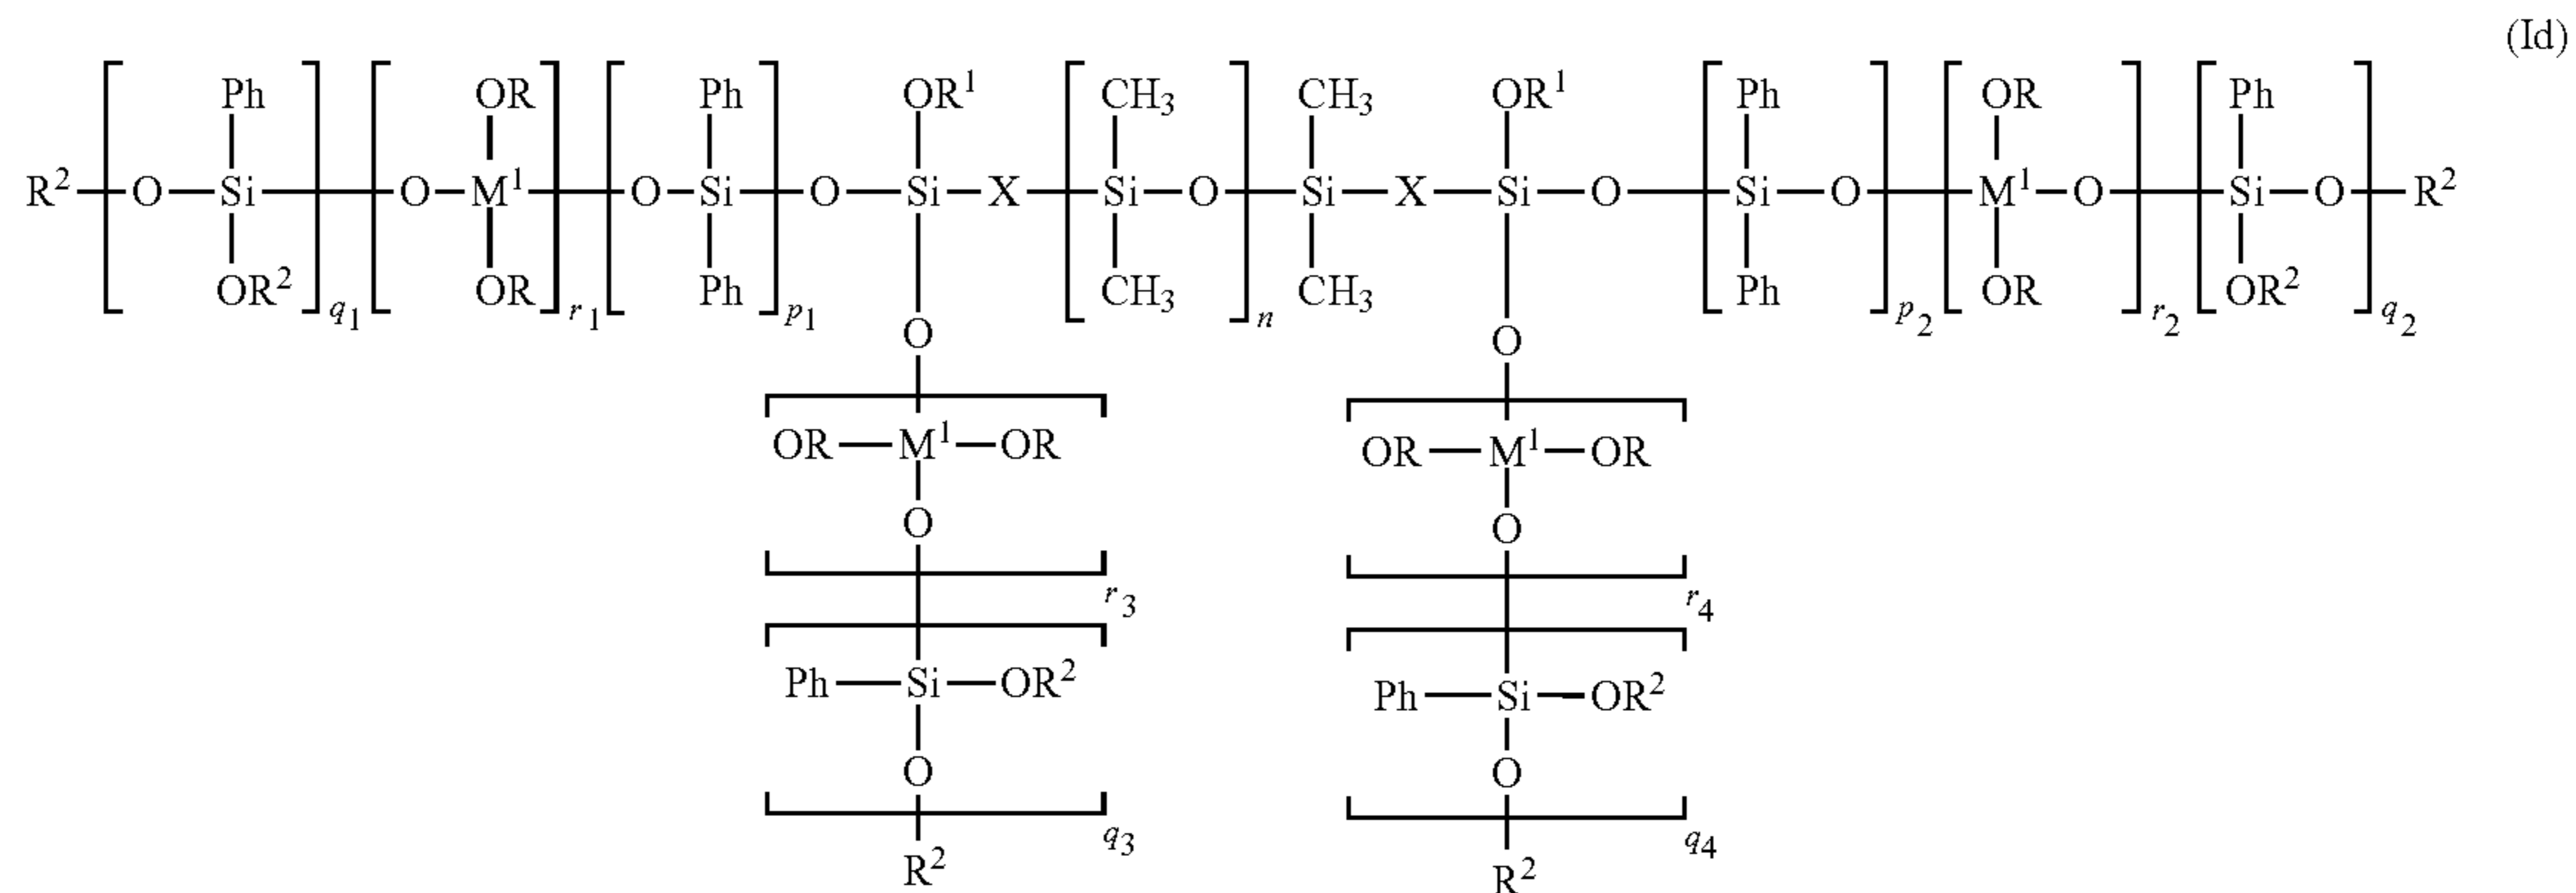 (Id)
Ph OR Ph OR¹ CH₃ CH₃ OR¹ Ph OR Ph
R² O Si O M¹ O Si O Si X Si O Si X Si O Si O M¹ O Si O R²
OR² q₁ OR r₁ Ph p₁ CH₃ n CH₃ Ph p₂ OR r₂ OR² q₂
O O
OR M¹ OR OR M¹ OR
O O
r₃ r₄
Ph Si OR² Ph Si OR²
O O
q₃ q₄
R² R²